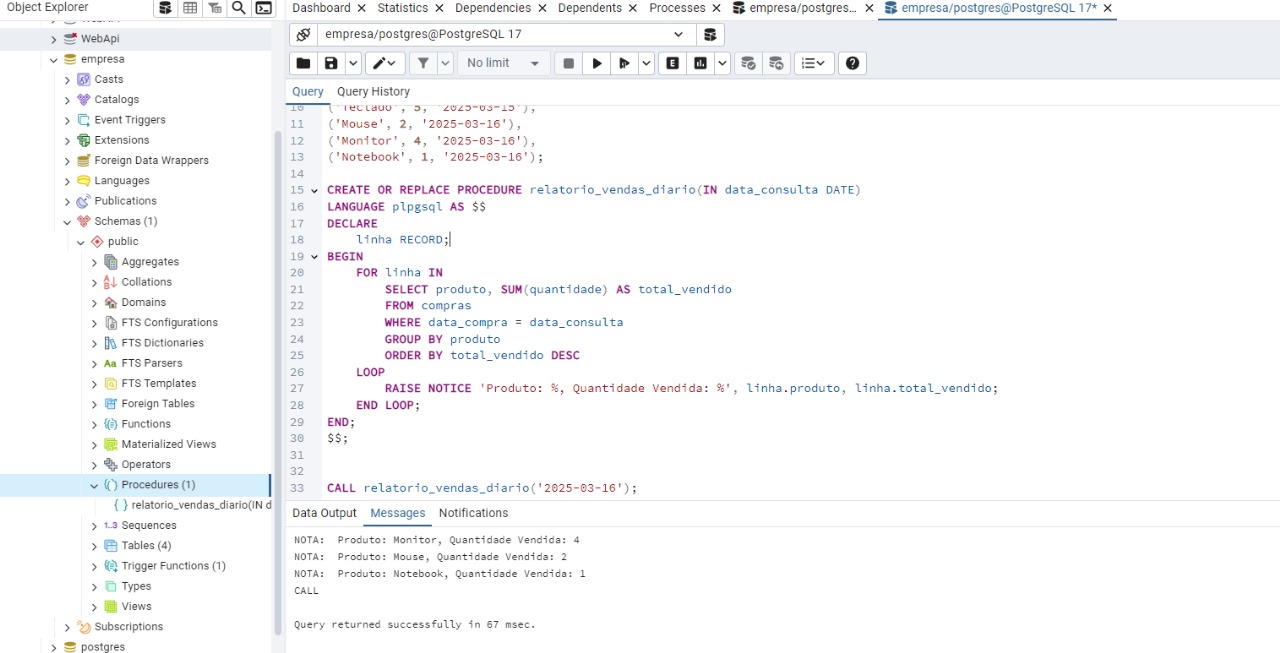 Object Explorer
WebApi
empresa
Casts
Catalogs
Event Triggers
Extensions
Foreign Data Wrappers
Languages
Publications
Schemas (1)
public
Aggregates
Collations
Domains
FTS Configurations
FTS Dictionaries
Aa FTS Parsers
FTS Templates
Foreign Tables
Functions
Materialized Views
Operators
Procedures (1)
relatorio_vendas_diario(IN d
1..3 Sequences
Tables (4)
Trigger Functions (1)
Types
Views
Subscriptions
postgres
Dashboard Statistics Dependencies Dependents Processes empresa/postgres... empresa/postgres@PostgreSQL 17*
empresa/postgres@PostgreSQL 17
No limit
Query Query History
10 ('Teclado', 5, '2025-03-15'),
11 ('Mouse', 2, '2025-03-16'),
12 ('Monitor', 4, '2025-03-16'),
13 ('Notebook', 1, '2025-03-16');
14
15 CREATE OR REPLACE PROCEDURE relatorio_vendas_diario(IN data_consulta DATE)
16 LANGUAGE plpgsql AS $$
17 DECLARE
18 linha RECORD;
19 BEGIN
20 FOR linha IN
21 SELECT produto, SUM(quantidade) AS total_vendido
22 FROM compras
23 WHERE data_compra = data_consulta
24 GROUP BY produto
25 ORDER BY total_vendido DESC
26 LOOP
27 RAISE NOTICE 'Produto: %, Quantidade Vendida: %', linha.produto, linha.total_vendido;
28 END LOOP;
29 END;
30 $$;
31
32
33 CALL relatorio_vendas_diario('2025-03-16');
Data Output Messages Notifications
NOTA: Produto: Monitor, Quantidade Vendida: 4
NOTA: Produto: Mouse, Quantidade Vendida: 2
NOTA: Produto: Notebook, Quantidade Vendida: 1
CALL
Query returned successfully in 67 msec.